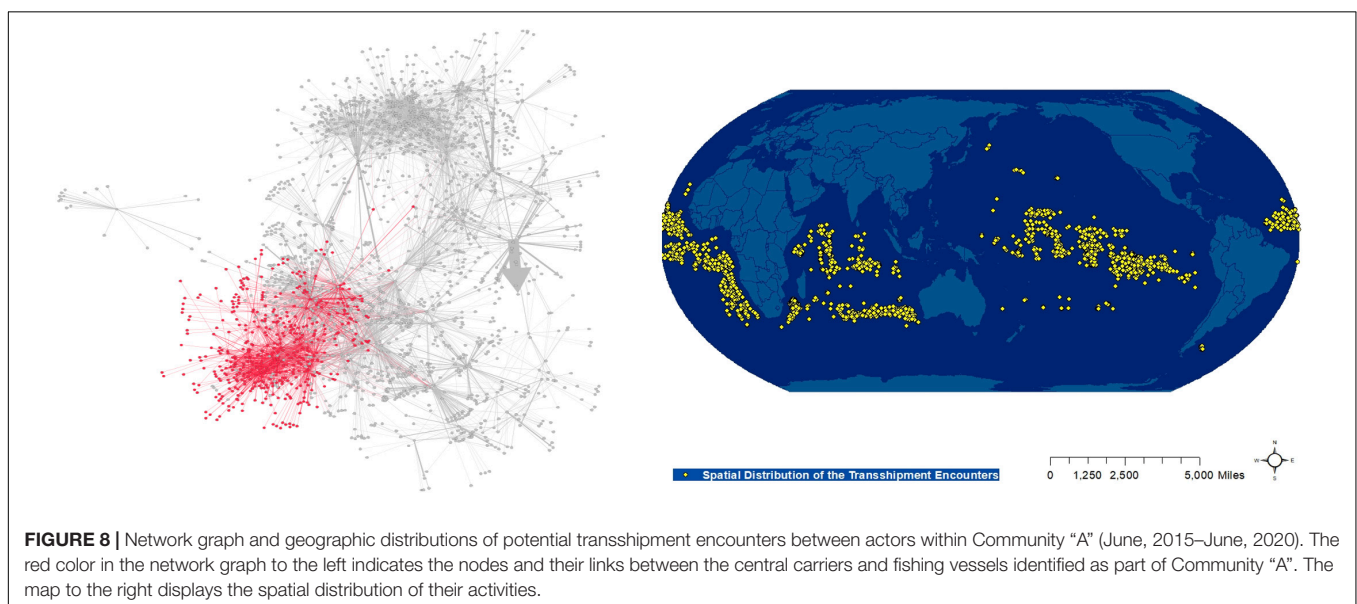 N
W E
S
Spatial Distribution of the Transshipment Encounters
0 1,250 2,500 5,000 Miles
FIGURE 8 | Network graph and geographic distributions of potential transshipment encounters between actors within Community “A” (June, 2015–June, 2020). The
red color in the network graph to the left indicates the nodes and their links between the central carriers and fishing vessels identified as part of Community “A”. The
map to the right displays the spatial distribution of their activities.